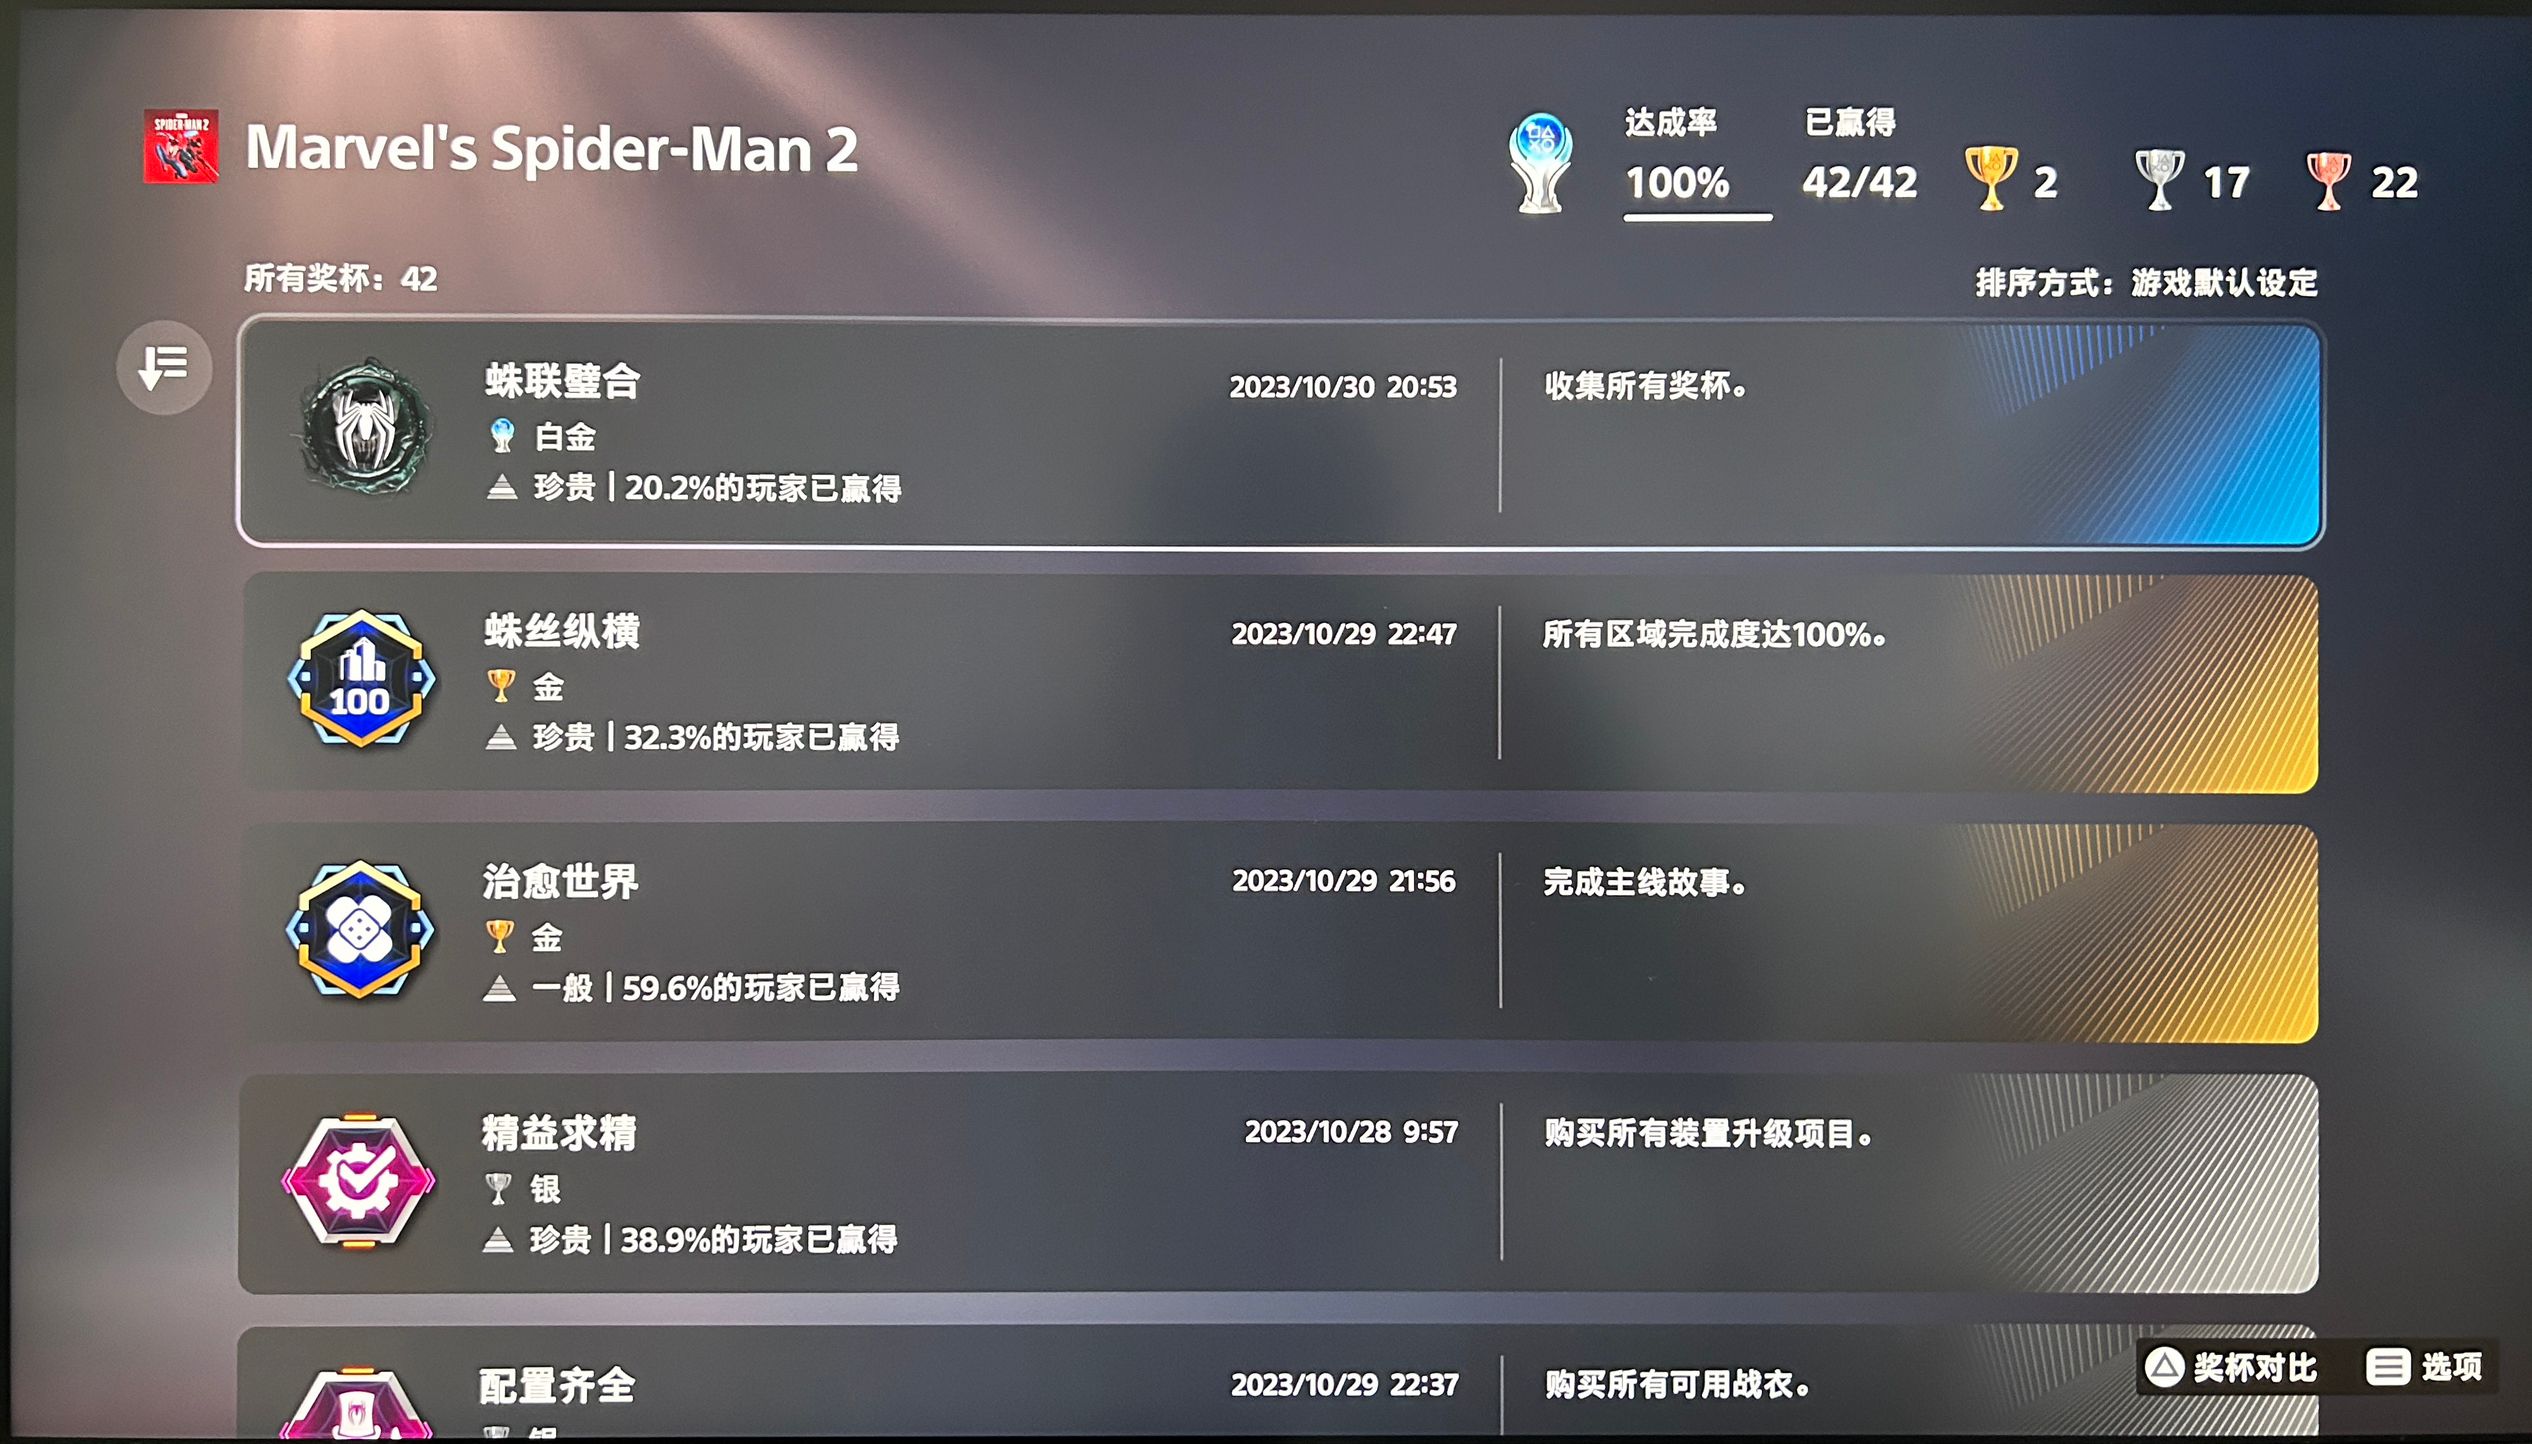 SPIDER-MAN 2
Marvel's Spider-Man 2
达成率
100%
已赢得
42/42
2
17
22
所有奖杯：42
排序方式：游戏默认设定
蛛联璧合
2023/10/30 20:53
收集所有奖杯。
白金
珍贵 | 20.2%的玩家已赢得
100
蛛丝纵横
2023/10/29 22:47
所有区域完成度达100%。
金
珍贵 | 32.3%的玩家已赢得
治愈世界
2023/10/29 21:56
完成主线故事。
金
一般 | 59.6%的玩家已赢得
精益求精
2023/10/28 9:57
购买所有装置升级项目。
银
珍贵 | 38.9%的玩家已赢得
配置齐全
2023/10/29 22:37
购买所有可用战衣。
奖杯对比
选项